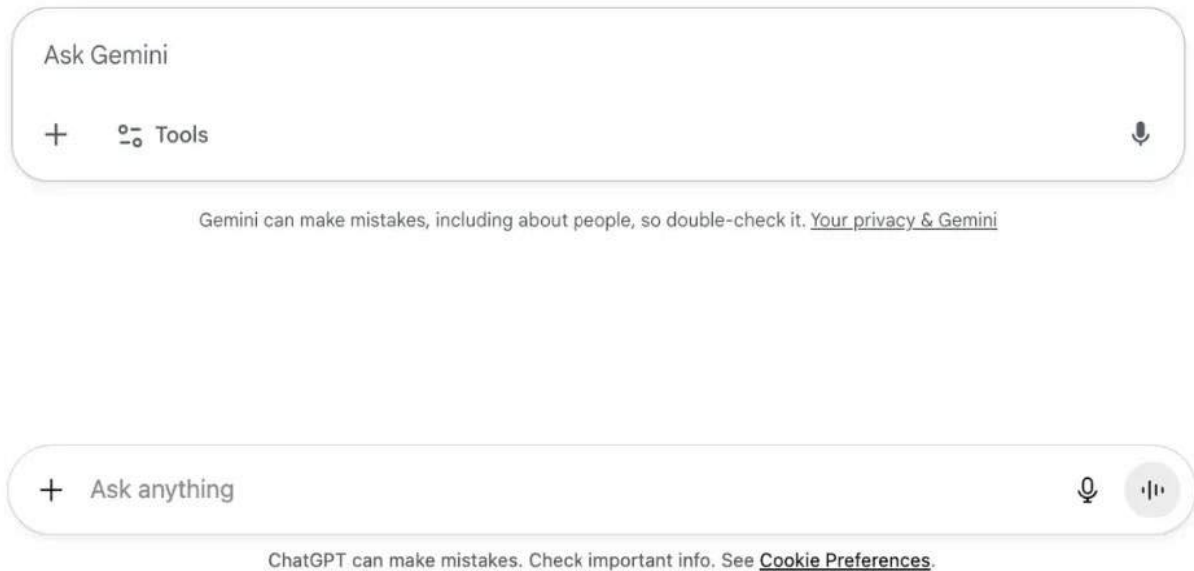 Ask Gemini
Tools
Gemini can make mistakes, including about people, so double-check it. Your privacy & Gemini
Ask anything
ChatGPT can make mistakes. Check important info. See Cookie Preferences.